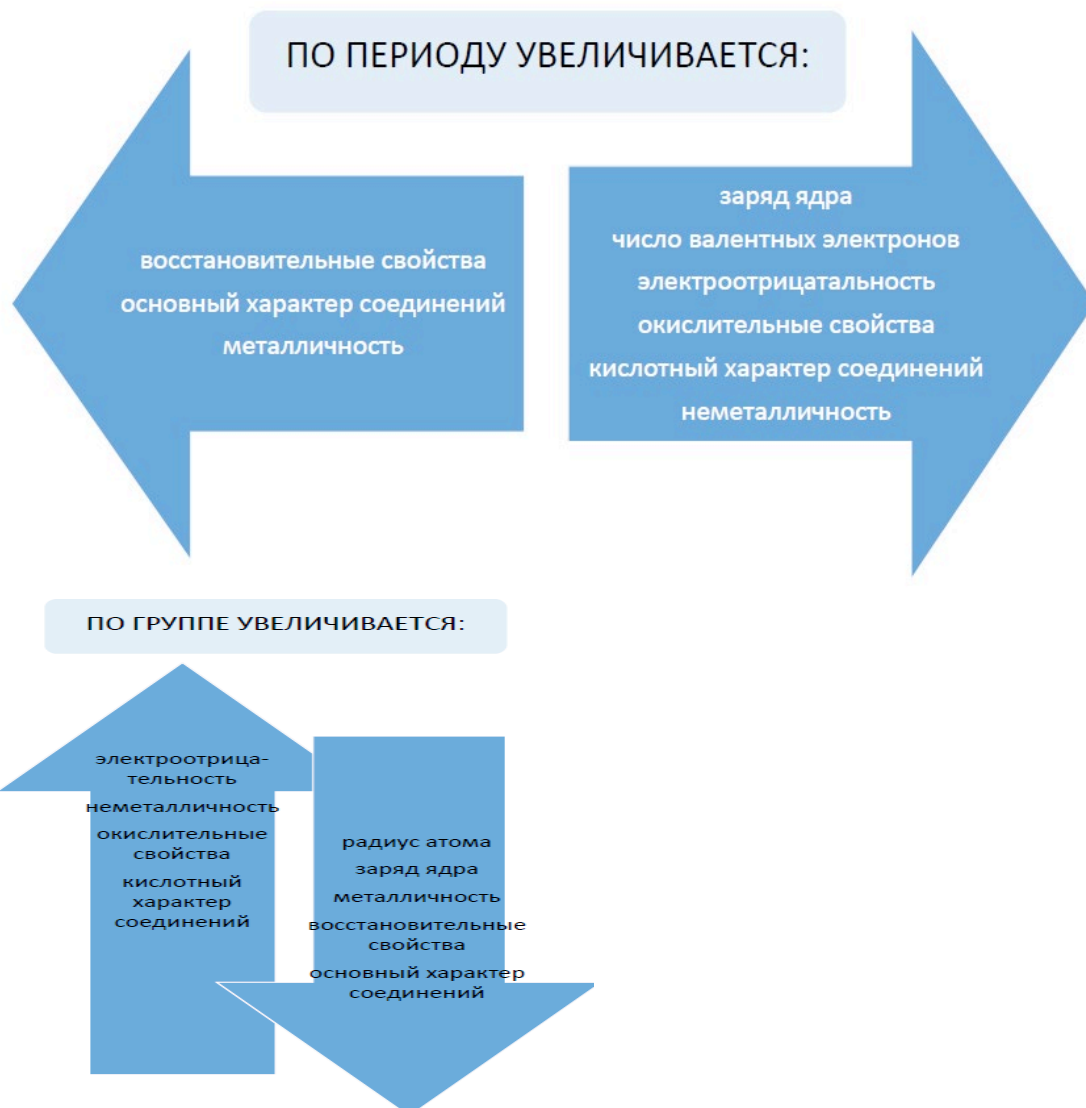 ПО ПЕРИОДУ УВЕЛИЧИВАЕТСЯ:
восстановительные свойства
основный характер соединений
металличность
заряд ядра
число валентных электронов
электроотрицатальность
окислительные свойства
кислотный характер соединений
неметалличность
ПО ГРУППЕ УВЕЛИЧИВАЕТСЯ:
электроотрица-
тельность
неметалличность
окислительные
свойства
кислотный
характер
соединений
радиус атома
заряд ядра
металличность
восстановительные
свойства
основный характер
соединений